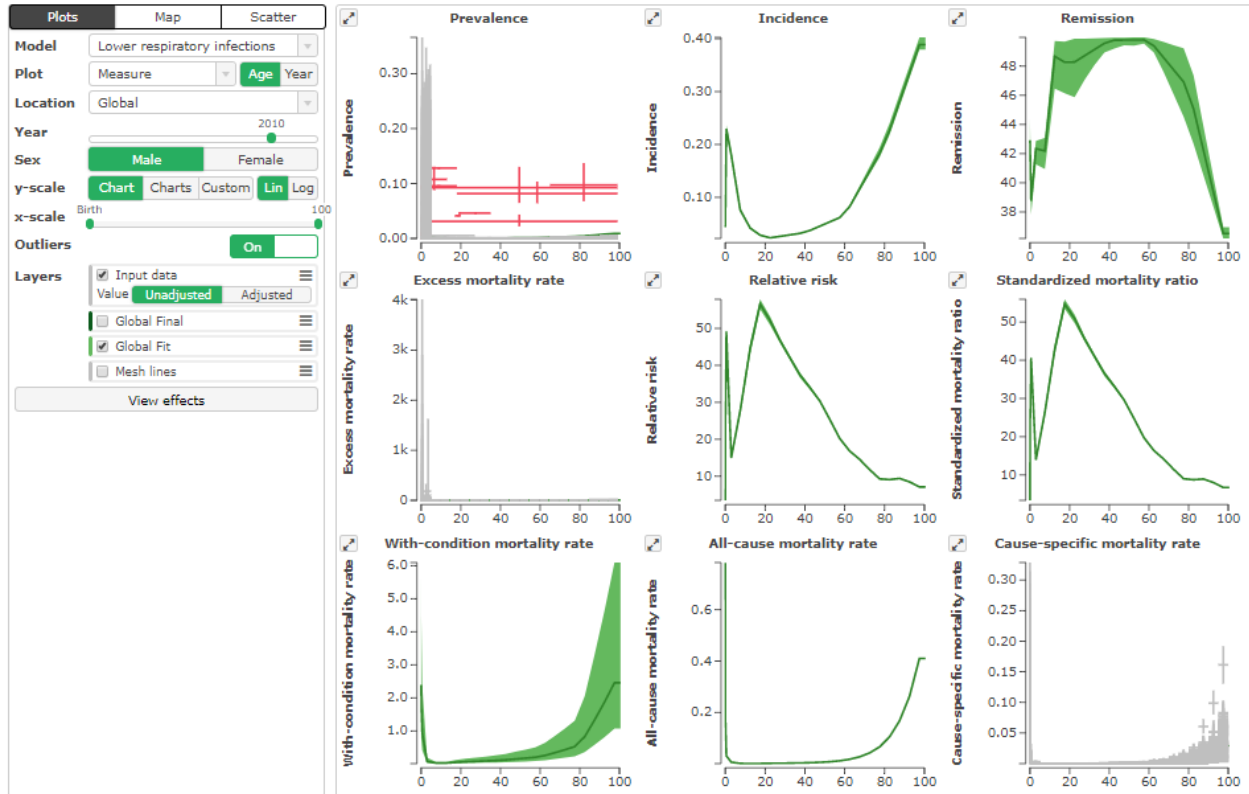 Plots Map Scatter
Model Lower respiratory infections
Plot Measure Age Year
Location Global
Year 2010
Sex Male Female
y-scale Chart Charts Custom Lin Log
x-scale Birth 100
Outliers On
Layers Input data
Value Unadjusted Adjusted
Global Final
Global Fit
Mesh lines
View effects
Prevalence
Prevalence
0.30
0.20
0.10
0.00
0 20 40 60 80 100
Incidence
Incidence
0.40
0.30
0.20
0.10
0 20 40 60 80 100
Remission
Remission
48
46
44
42
40
38
0 20 40 60 80 100
Excess mortality rate
Excess mortality rate
4k
3k
2k
1k
0
0 20 40 60 80 100
Relative risk
Relative risk
50
40
30
20
10
0 20 40 60 80 100
Standardized mortality ratio
Standardized mortality ratio
50
40
30
20
10
0 20 40 60 80 100
With-condition mortality rate
With-condition mortality rate
6.0
5.0
4.0
3.0
2.0
1.0
0 20 40 60 80 100
All-cause mortality rate
All-cause mortality rate
0.6
0.4
0.2
0 20 40 60 80 100
Cause-specific mortality rate
Cause-specific mortality rate
0.30
0.25
0.20
0.15
0.10
0.05
0 20 40 60 80 100